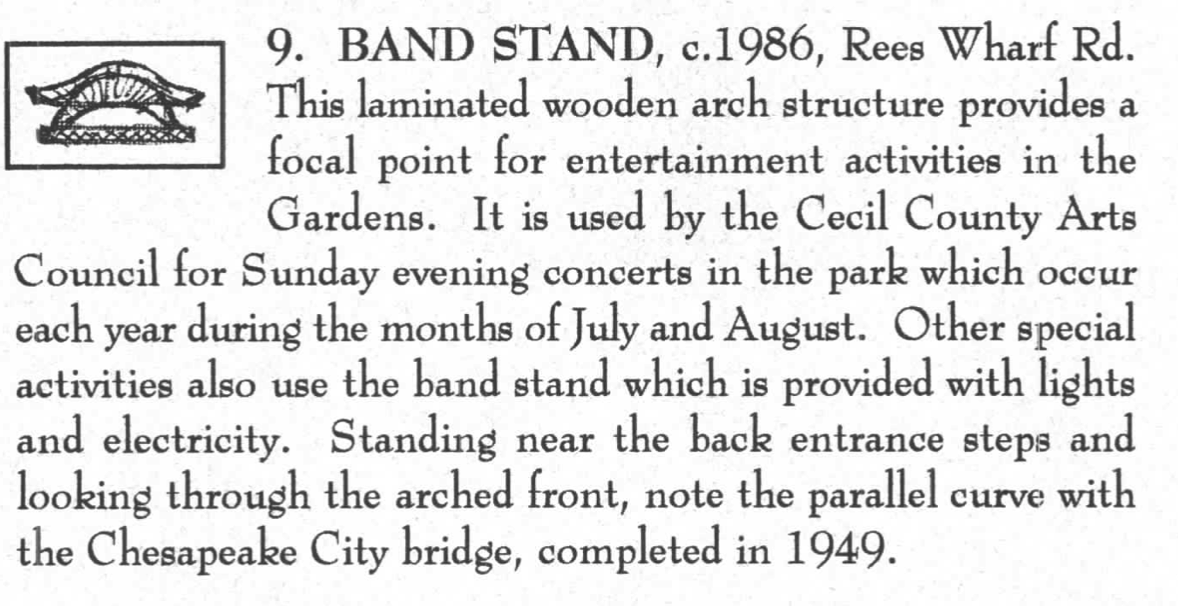 9. BAND STAND, c.1986, Rees Wharf Rd.
This laminated wooden arch structure provides a
focal point for entertainment activities in the
Gardens. It is used by the Cecil County Arts
Council for Sunday evening concerts in the park which occur
each year during the months of July and August. Other special
activities also use the band stand which is provided with lights
and electricity. Standing near the back entrance steps and
looking through the arched front, note the parallel curve with
the Chesapeake City bridge, completed in 1949.